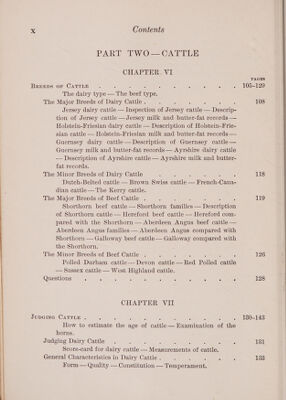 x Contents
PART TWO — CATTLE
CHAPTER VI
PAGES
BREEDS OF CATTLE . . . . . . . . . 105-129
The dairy type — The beef type.
The Major Breeds of Dairy Cattle . . . . . . 108
Jersey dairy cattle — Inspection of Jersey cattle — Descrip-
tion of Jersey cattle — Jersey milk and butter-fat records —
Holstein-Friesian dairy cattle — Description of Holstein-Frie-
sian cattle — Holstein-Friesian milk and butter-fat records —
Guernsey dairy cattle — Description of Guernsey cattle —
Guernsey milk and butter-fat records — Ayrshire dairy cattle
— Description of Ayrshire cattle — Ayrshire milk and butter-
fat records.
The Minor Breeds of Dairy Cattle . . . . . . 118
Dutch-Belted cattle — Brown Swiss cattle — French-Cana-
dian cattle — The Kerry cattle.
The Major Breeds of Beef Cattle . . . . . . 119
Shorthorn beef cattle — Shorthorn families — Description
of Shorthorn cattle — Hereford beef cattle — Hereford com-
pared with the Shorthorn — Aberdeen Angus beef cattle —
Aberdeen Angus families — Aberdeen Angus compared with
Shorthorn — Galloway beef cattle — Galloway compared with
the Shorthorn.
The Minor Breeds of Beef Cattle . . . . . . 126
Polled Durham cattle — Devon cattle — Red Polled cattle
— Sussex cattle — West Highland cattle.
Questions . . . . . . . . . . 128
CHAPTER VII
JUDGING CATTLE . . . . . . . . . 130-143
How to estimate the age of cattle — Examination of the
horns.
Judging Dairy Cattle . . . . . . . . 131
Score-card for dairy cattle — Measurements of cattle.
General Characteristics in Dairy Cattle . . . . . 133
Form — Quality — Constitution — Temperament.